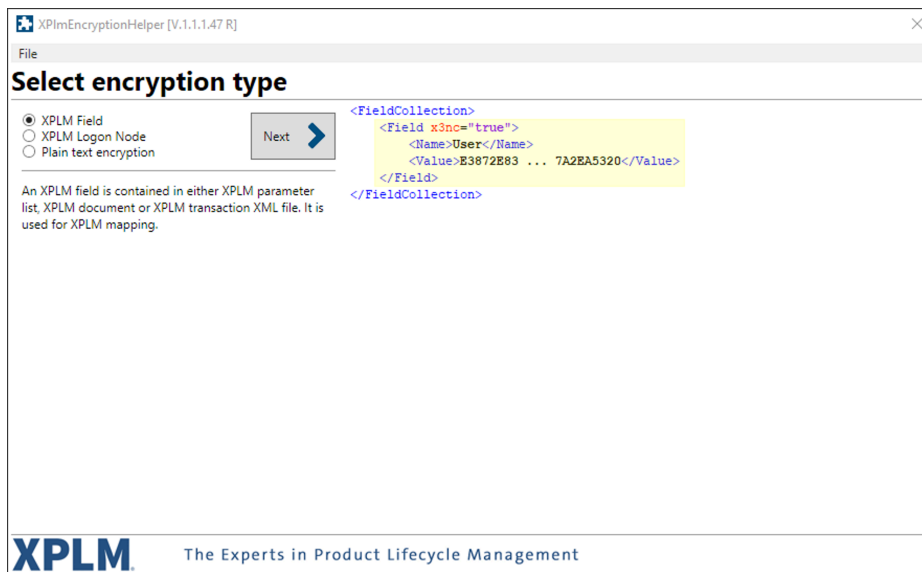 XPlmEncryptionHelper [V.1.1.1.47 R]
File
Select encryption type
XPLM Field
XPLM Logon Node
Plain text encryption
Next
An XPLM field is contained in either XPLM parameter
list, XPLM document or XPLM transaction XML file. It is
used for XPLM mapping.
<FieldCollection>
<Field x3nc="true">
<Name>User</Name>
<Value>E3872E83 ... 7A2EA5320</Value>
</Field>
</FieldCollection>
XPLM
The Experts in Product Lifecycle Management